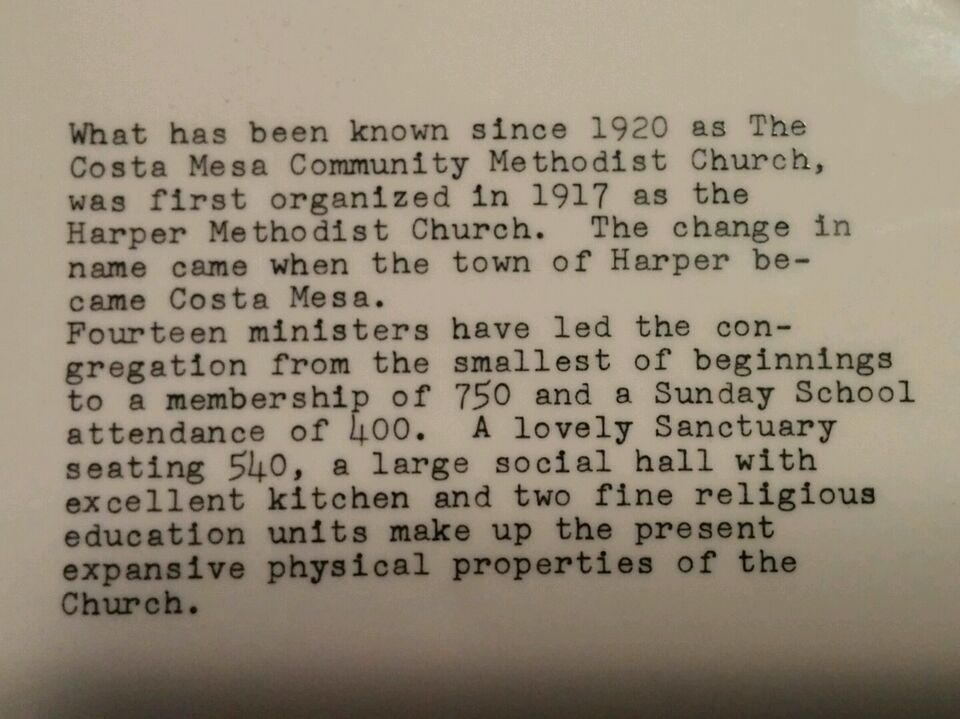 What has been known since 1920 as The
Costa Mesa Community Methodist Church,
was first organized in 1917 as the
Harper Methodist Church.  The change in
name came when the town of Harper be-
came Costa Mesa.
Fourteen ministers have led the con-
gregation from the smallest of beginnings
to a membership of 750 and a Sunday School
attendance of 400.  A lovely Sanctuary
seating 540, a large social hall with
excellent kitchen and two fine religious
education units make up the present
expansive physical properties of the
Church.